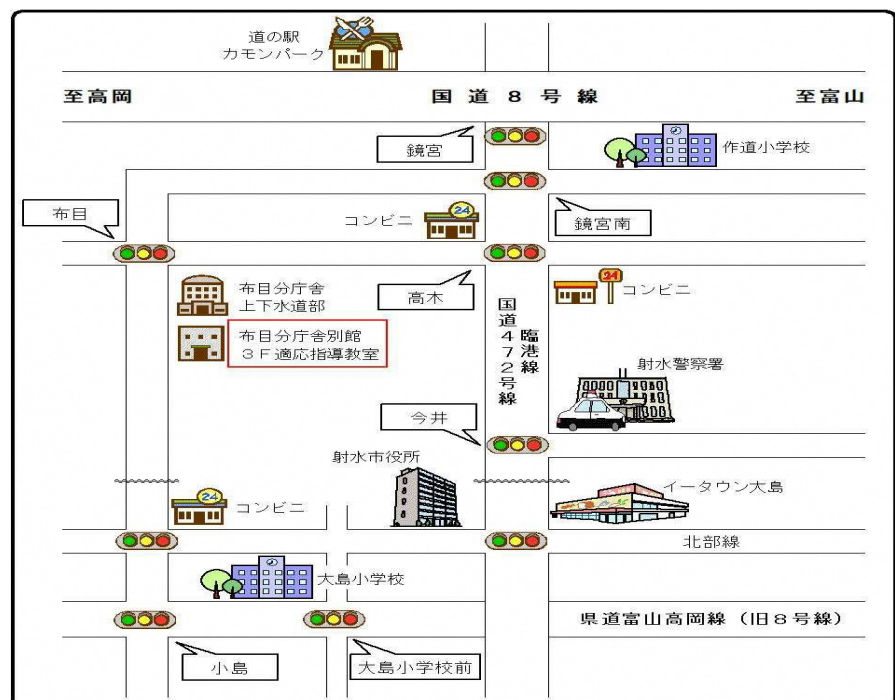 道の駅
カモンパーク
至高岡
国道8号線
至富山
鏡宮
作道小学校
布目
コンビニ
24
鏡宮南
布目分庁舎
上下水道部
高木
24
コンビニ
布目分庁舎別館
3F適応指導教室
国道472号線
臨港線
射水警察署
今井
射水市役所
イータウン大島
24
コンビニ
北部線
大島小学校
県道富山高岡線(旧8号線)
小島
大島小学校前